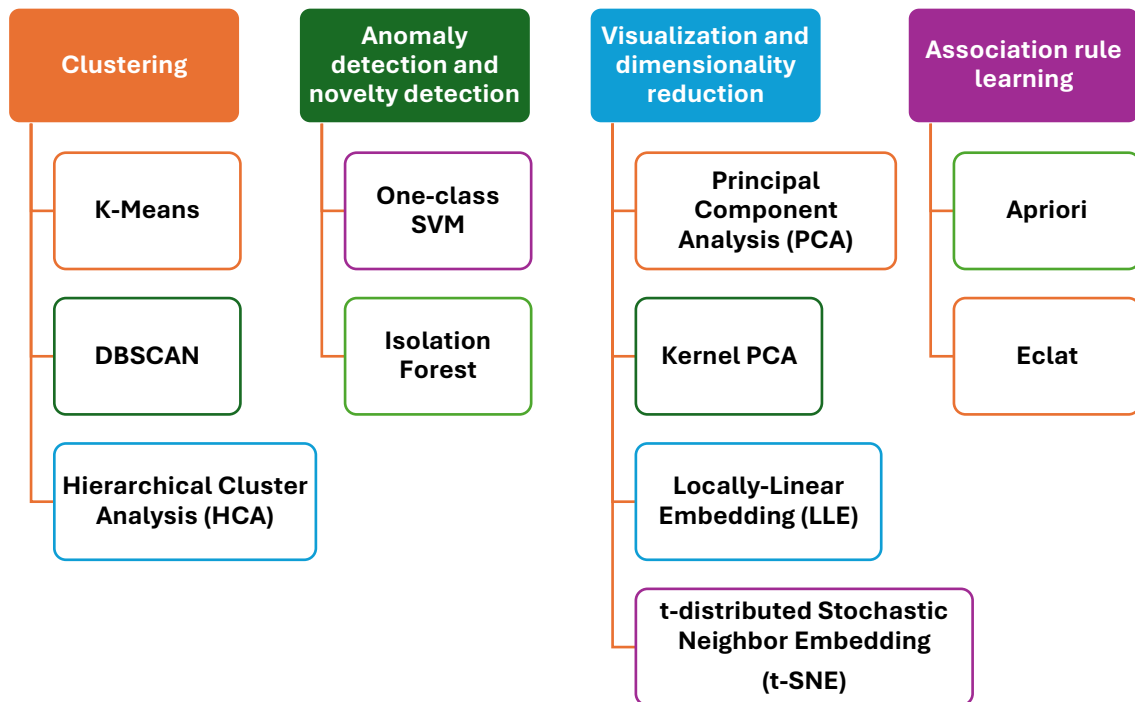 Clustering
K-Means
DBSCAN
Hierarchical Cluster
Analysis (HCA)
Anomaly
detection and
novelty detection
One-class
SVM
Isolation
Forest
Visualization and
dimensionality
reduction
Principal
Component
Analysis (PCA)
Kernel PCA
Locally-Linear
Embedding (LLE)
t-distributed Stochastic
Neighbor Embedding
(t-SNE)
Association rule
learning
Apriori
Eclat